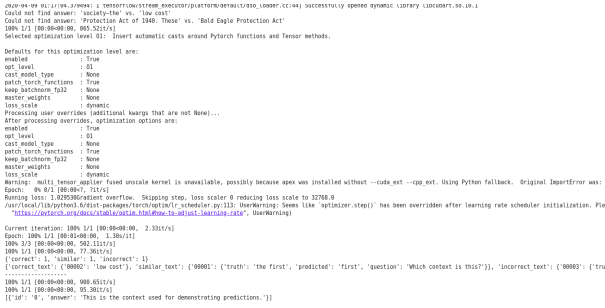 2020-04-09 01:17:04.379494: I tensorflow/stream_executor/platform/default/dso_loader.cc:44] Successfully opened dynamic library libcudart.so.10.1
Could not find answer: 'society-the' vs. 'low cost'
Could not find answer: 'Protection Act of 1940. These' vs. 'Bald Eagle Protection Act'
100% 1/1 [00:00<00:00, 865.52it/s]
Selected optimization level O1:  Insert automatic casts around Pytorch functions and Tensor methods.
Defaults for this optimization level are:
enabled                : True
opt_level              : O1
cast_model_type        : None
patch_torch_functions  : True
keep_batchnorm_fp32    : None
master_weights         : None
loss_scale             : dynamic
Processing user overrides (additional kwargs that are not None)...
After processing overrides, optimization options are:
enabled                : True
opt_level              : O1
cast_model_type        : None
patch_torch_functions  : True
keep_batchnorm_fp32    : None
master_weights         : None
loss_scale             : dynamic
Warning:  multi_tensor_applier fused unscale kernel is unavailable, possibly because apex was installed without --cuda_ext --cpp_ext. Using Python fallback.  Original ImportError was:
Epoch:   0% 0/1 [00:00<?, ?it/s]
Running loss: 1.029530Gradient overflow.  Skipping step, loss scaler 0 reducing loss scale to 32768.0
/usr/local/lib/python3.6/dist-packages/torch/optim/lr_scheduler.py:113: UserWarning: Seems like `optimizer.step()` has been overridden after learning rate scheduler initialization. Ple
"https://pytorch.org/docs/stable/optim.html#how-to-adjust-learning-rate", UserWarning)
Current iteration: 100% 1/1 [00:00<00:00,  2.33it/s]
Epoch: 100% 1/1 [00:01<00:00,  1.30s/it]
100% 3/3 [00:00<00:00, 502.11it/s]
100% 1/1 [00:00<00:00, 77.36it/s]
{'correct': 1, 'similar': 1, 'incorrect': 1}
{'correct_text': {'00002': 'low cost'}, 'similar_text': {'00001': {'truth': 'the first', 'predicted': 'first', 'question': 'Which context is this?'}}, 'incorrect_text': {'00003': {'tru
-------------------
100% 1/1 [00:00<00:00, 900.65it/s]
100% 1/1 [00:00<00:00, 95.30it/s]
[{'id': '0', 'answer': 'This is the context used for demonstrating predictions.'}]